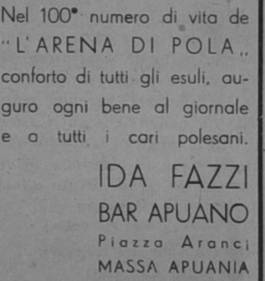 Nel 100° numero di vita de
"L'ARENA DI POLA„
conforto di tutti gli esuli, au-
guro ogni bene al giornale
e a tutti i cari polesani.
IDA FAZZI
BAR APUANO
Piazza Aranci
MASSA APUANIA